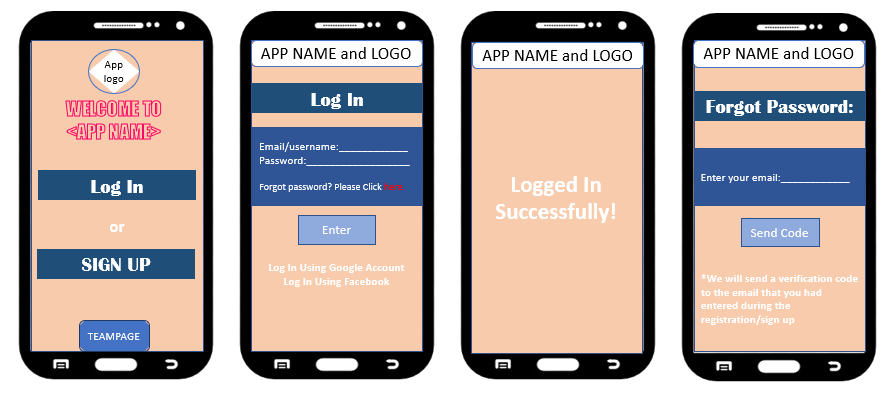 App
logo
WELCOME TO
<APP NAME>
Log In
or
SIGN UP
TEAMPAGE
APP NAME and LOGO
Log In
Email/username:____________
Password:__________________
Forgot password? Please Click here
Enter
Log In Using Google Account
Log In Using Facebook
APP NAME and LOGO
Logged In
Successfully!
APP NAME and LOGO
Forgot Password:
Enter your email:____________
Send Code
*We will send a verification code
to the email that you had
entered during the
registration/sign up